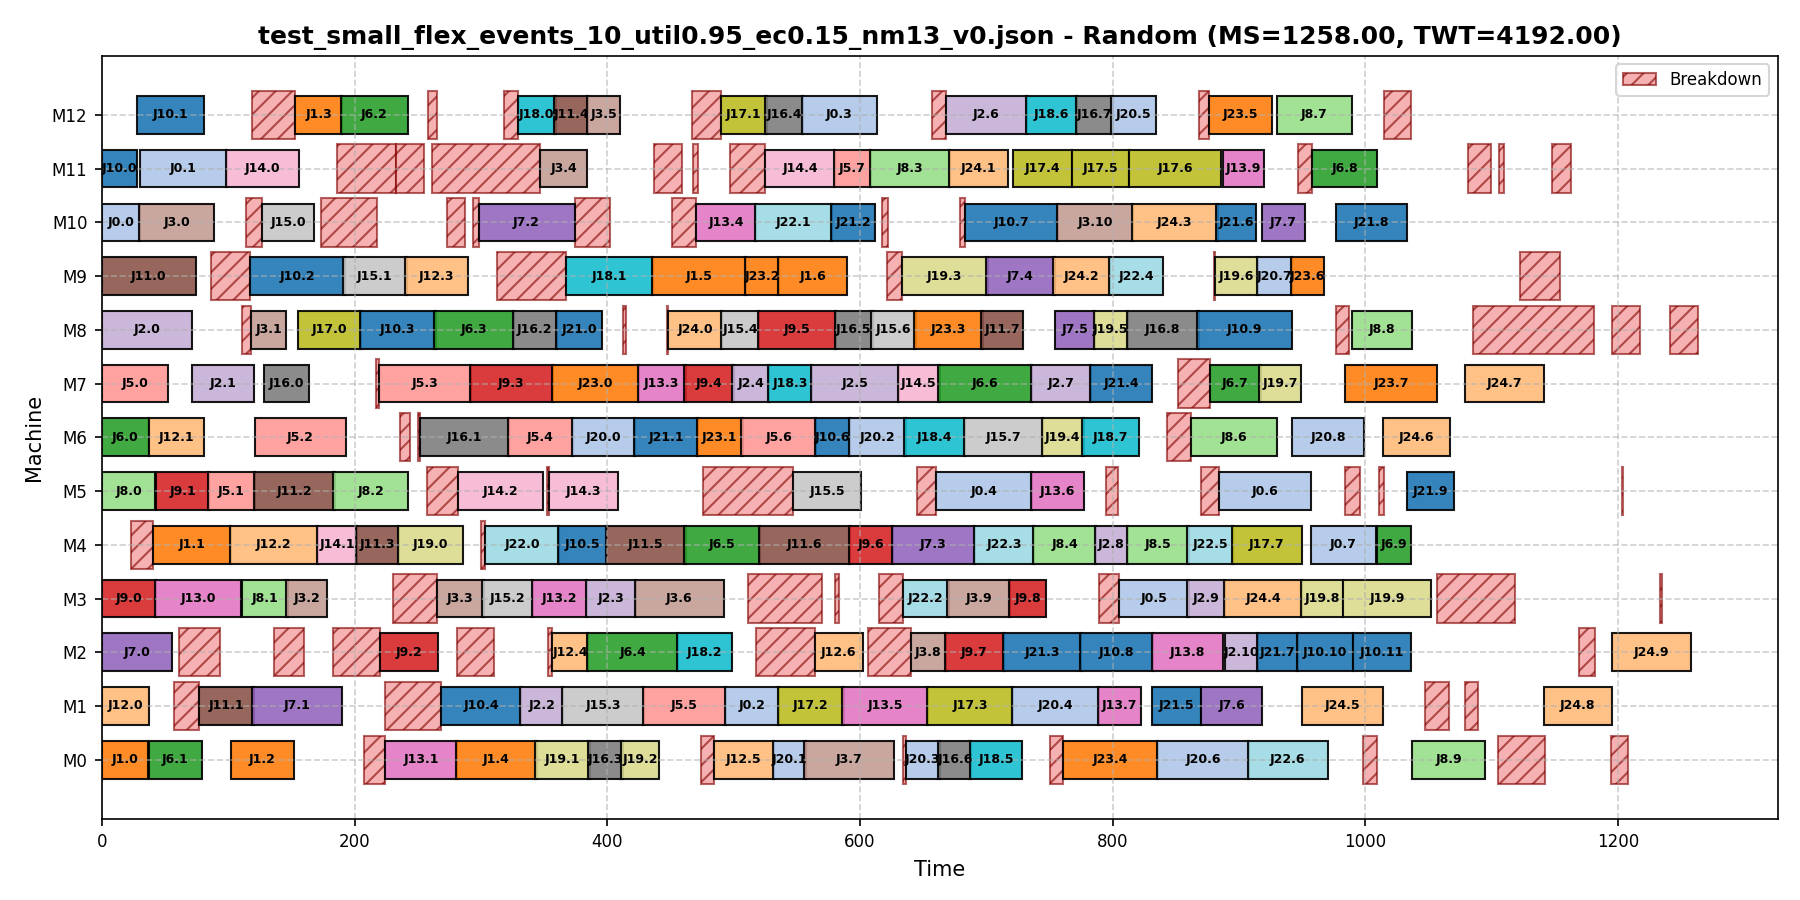 test_small_flex_events_10_util0.95_ec0.15_nm13_v0.json - Random (MS=1258.00, TWT=4192.00)
Breakdown
M12 J10.1 J1.3 J6.2 J18.0 J11.4 J3.5 J17.1 J16.4 J0.3 J2.6 J18.6 J16.7 J20.5 J23.5 J8.7
M11 J10.0 J0.1 J14.0 J3.4 J14.4 J5.7 J8.3 J24.1 J17.4 J17.5 J17.6 J13.9 J6.8
M10 J0.0 J3.0 J15.0 J7.2 J13.4 J22.1 J21.2 J10.7 J3.10 J24.3 J21.6 J7.7 J21.8
M9 J11.0 J10.2 J15.1 J12.3 J18.1 J1.5 J23.2 J1.6 J19.3 J7.4 J24.2 J22.4 J19.6 J20.7 J23.6
M8 J2.0 J3.1 J17.0 J10.3 J6.3 J16.2 J21.0 J24.0 J15.4 J9.5 J16.5 J15.6 J23.3 J11.7 J7.5 J19.5 J16.8 J10.9 J8.8
M7 J5.0 J2.1 J16.0 J5.3 J9.3 J23.0 J13.3 J9.4 J2.4 J18.3 J2.5 J14.5 J6.6 J2.7 J21.4 J6.7 J19.7 J23.7 J24.7
M6 J6.0 J12.1 J5.2 J16.1 J5.4 J20.0 J21.1 J23.1 J5.6 J10.6 J20.2 J18.4 J15.7 J19.4 J18.7 J8.6 J20.8 J24.6
M5 J8.0 J9.1 J5.1 J11.2 J8.2 J14.2 J14.3 J15.5 J0.4 J13.6 J0.6 J21.9
M4 J1.1 J12.2 J14.1 J11.3 J19.0 J22.0 J10.5 J11.5 J6.5 J11.6 J9.6 J7.3 J22.3 J8.4 J2.8 J8.5 J22.5 J17.7 J0.7 J6.9
M3 J9.0 J13.0 J8.1 J3.2 J3.3 J15.2 J13.2 J2.3 J3.6 J22.2 J3.9 J9.8 J0.5 J2.9 J24.4 J19.8 J19.9
M2 J7.0 J9.2 J12.4 J6.4 J18.2 J12.6 J3.8 J9.7 J21.3 J10.8 J13.8 J2.10 J21.7 J10.10 J10.11 J24.9
M1 J12.0 J11.1 J7.1 J10.4 J2.2 J15.3 J5.5 J0.2 J17.2 J13.5 J17.3 J20.4 J13.7 J21.5 J7.6 J24.5 J24.8
M0 J1.0 J6.1 J1.2 J13.1 J1.4 J19.1 J16.3 J19.2 J12.5 J20.1 J3.7 J20.3 J16.6 J18.5 J23.4 J20.6 J22.6 J8.9
Machine
0 200 400 600 800 1000 1200
Time